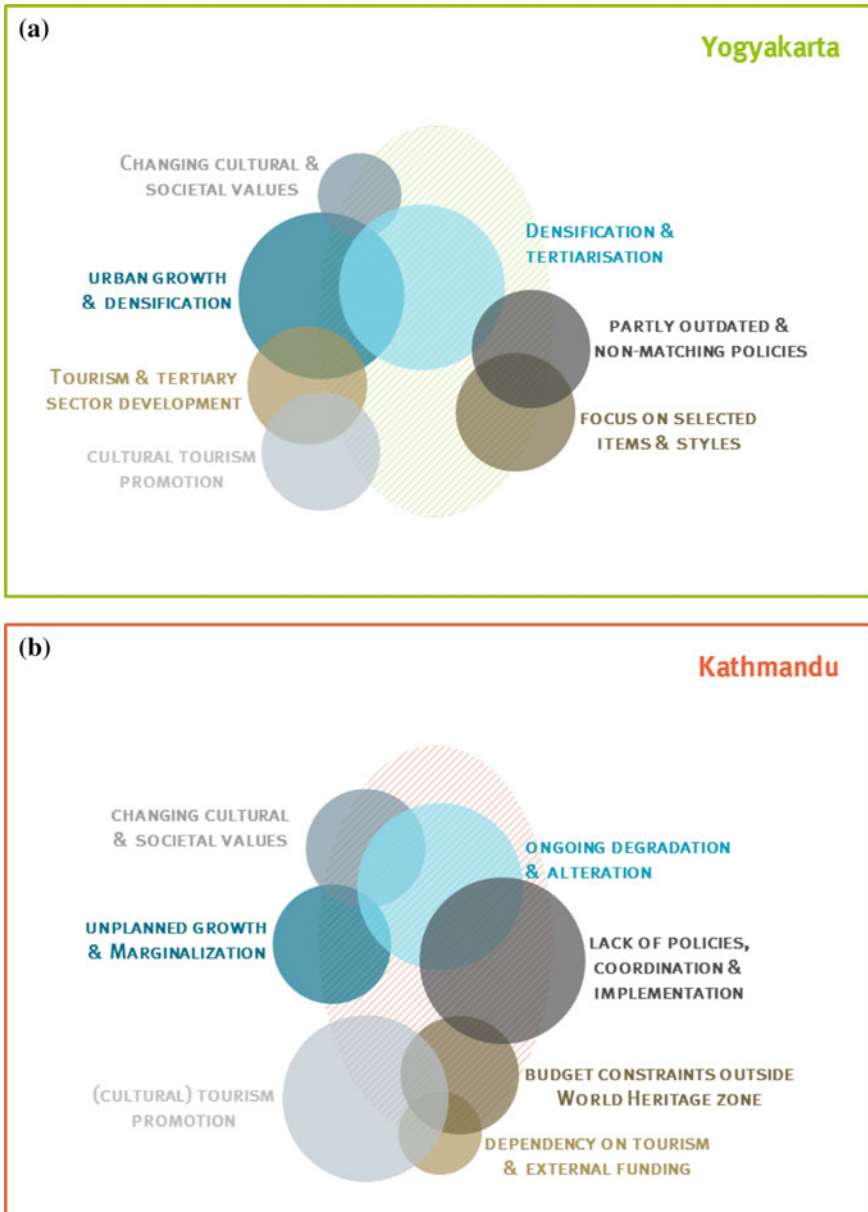 (a)
Yogyakarta
Changing cultural &
societal values
Densification &
tertiarisation
urban growth
& densification
partly outdated &
non-matching policies
Tourism & tertiary
sector development
focus on selected
items & styles
cultural tourism
promotion
(b)
Kathmandu
changing cultural
& societal values
ongoing degradation
& alteration
unplanned growth
& Marginalization
lack of policies,
coordination &
implementation
(cultural) tourism
promotion
budget constraints outside
World Heritage zone
dependency on tourism
& external funding